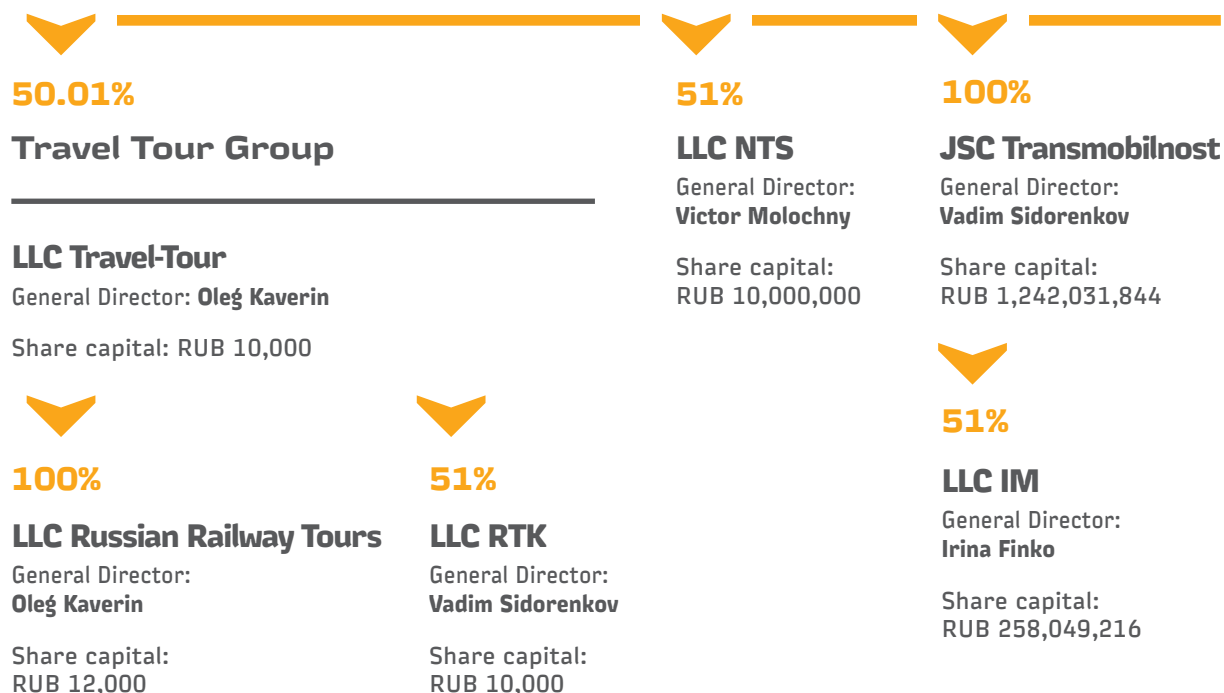 50.01%
Travel Tour Group
LLC Travel-Tour
General Director: Oleg Kaverin
Share capital: RUB 10,000
100%
LLC Russian Railway Tours
General Director:
Oleg Kaverin
Share capital:
RUB 12,000
51%
LLC RTK
General Director:
Vadim Sidorenkov
Share capital:
RUB 10,000
51%
LLC NTS
General Director:
Victor Molochny
Share capital:
RUB 10,000,000
100%
JSC Transmobilnost
General Director:
Vadim Sidorenkov
Share capital:
RUB 1,242,031,844
51%
LLC IM
General Director:
Irina Finko
Share capital:
RUB 258,049,216